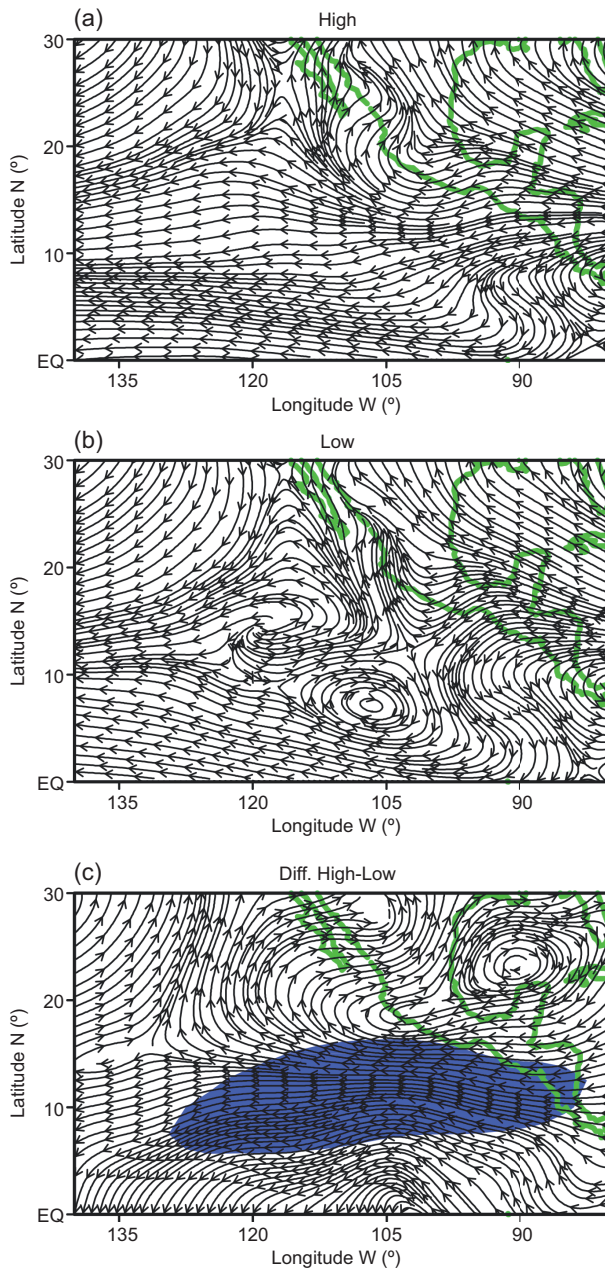 (a) High
30
20
10
EQ
Latitude N (º)
135 120 105 90
Longitude W (º)
(b) Low
30
20
10
EQ
Latitude N (º)
135 120 105 90
Longitude W (º)
(c) Diff. High-Low
30
20
10
EQ
Latitude N (º)
135 120 105 90
Longitude W (º)